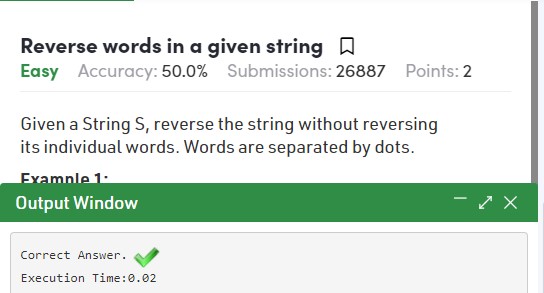 Reverse words in a given string
Easy Accuracy: 50.0% Submissions: 26887 Points: 2
Given a String S, reverse the string without reversing
its individual words. Words are separated by dots.
Example 1:
Output Window
Correct Answer.
Execution Time:0.02